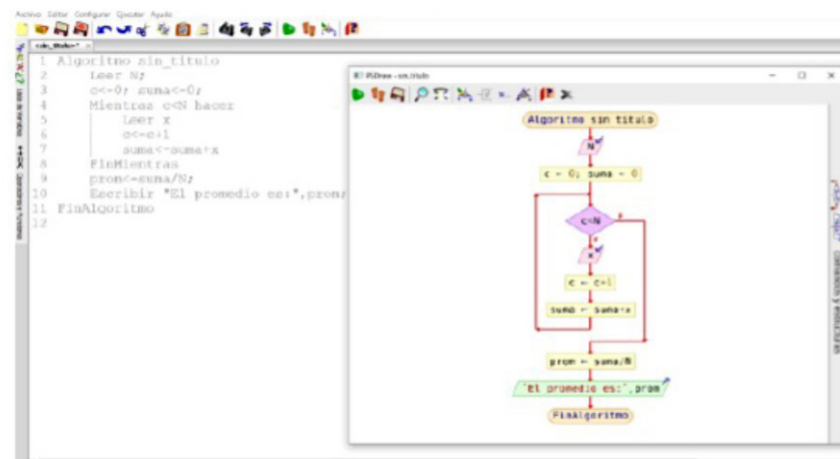 Archivo Editar Configurar Ejecutar Ayuda
<sin_titulo>*
1 Algoritmo sin_titulo
2 Leer N;
3 c<-0; suma<-0;
4 Mientras c<N hacer
5 Leer x
6 c<-c+1
7 suma<-suma+x
8 FinMientras
9 prom<-suma/N;
10 Escribir "El promedio es:",prom;
11 FinAlgoritmo
12
PSDraw - sin_titulo
Algoritmo sin titulo
N
c ← 0; suma ← 0
c<N
F
x
c ← c+1
suma ← suma+x
prom ← suma/N
'El promedio es:',prom
FinAlgoritmo